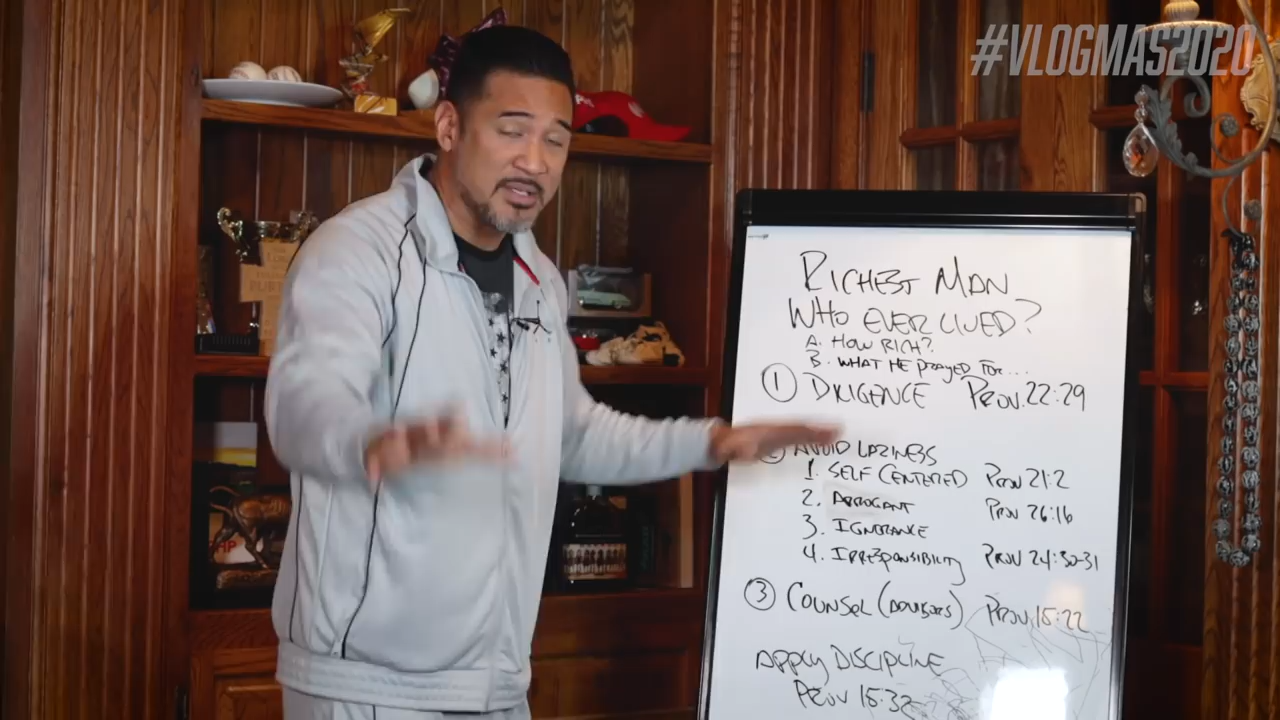 #VLOGMAS2020
RICHEST MAN
WHO EVER LIVED?
A. HOW RICH?
B. WHAT HE PRAYED FOR...
① DILIGENCE PROV. 22:29
② AVOID LAZINESS
1. SELF CENTERED PROV 21:2
2. ARROGANT PROV 26:16
3. IGNORANCE
4. IRRESPONSIBILITY PROV 24:30-31
③ COUNSEL (ADVISORS) PROV. 15:22
APPLY DISCIPLINE
PROV 15:32
HP